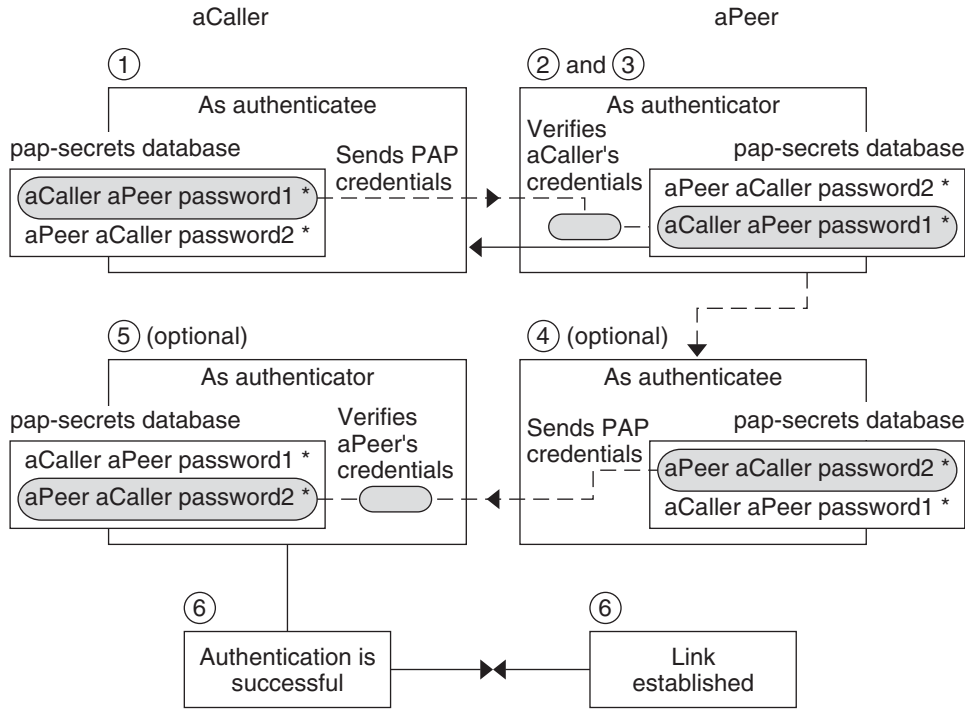 aCaller
aPeer
1
As authenticatee
pap-secrets database
Sends PAP
credentials
aCaller aPeer password1 *
aPeer aCaller password2 *
2 and 3
As authenticator
Verifies
aCaller's
credentials
pap-secrets database
aPeer aCaller password2 *
aCaller aPeer password1 *
5 (optional)
As authenticator
pap-secrets database
Verifies
aPeer's
credentials
aCaller aPeer password1 *
aPeer aCaller password2 *
4 (optional)
As authenticatee
Sends PAP
credentials
pap-secrets database
aPeer aCaller password2 *
aCaller aPeer password1 *
6
Authentication is
successful
6
Link
established